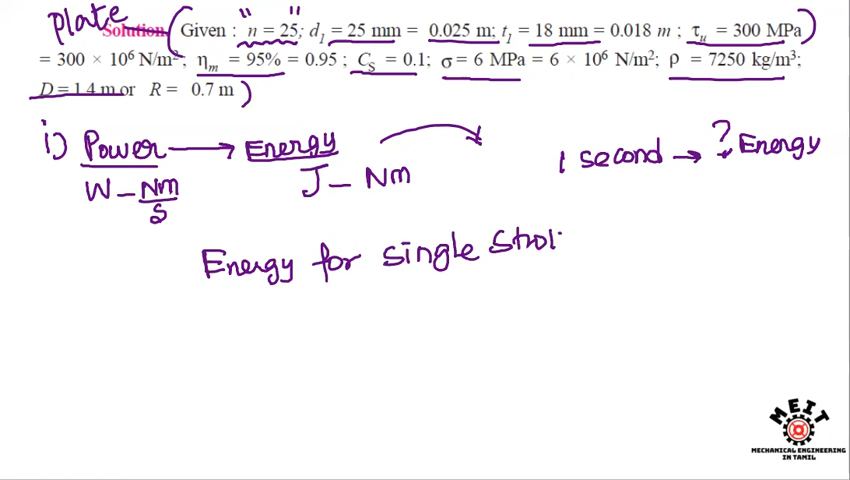 plate
Solution. Given : "n = 25"; d₁ = 25 mm = 0.025 m; t₁ = 18 mm = 0.018 m ; τᵤ = 300 MPa
= 300 × 10⁶ N/m², ηₘ = 95% = 0.95 ; Cₛ = 0.1; σ = 6 MPa = 6 × 10⁶ N/m²; ρ = 7250 kg/m³;
D = 1.4 m or R = 0.7 m
i) Power → Energy
1 second → ? Energy
W – Nm/S J – Nm
Energy for single
MEIT
MECHANICAL ENGINEERING
IN TAMIL